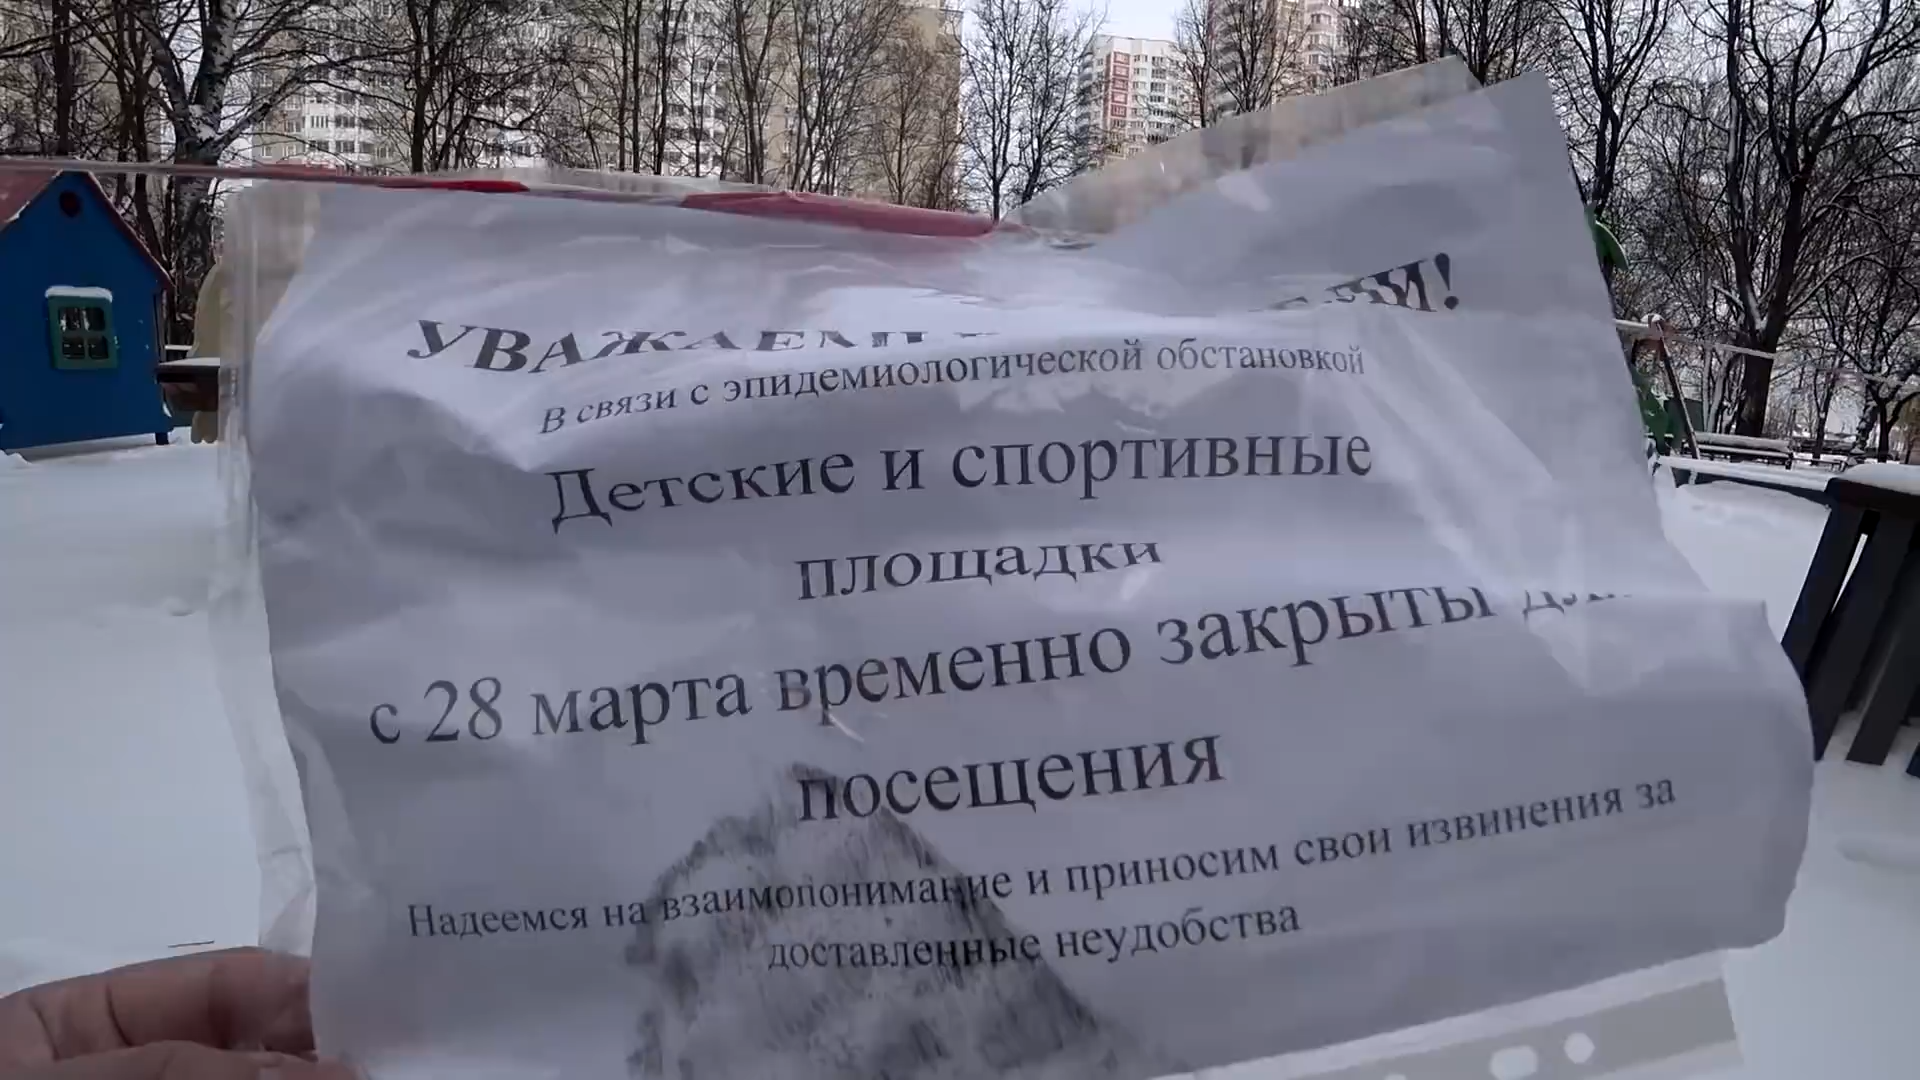 В связи с эпидемиологической обстановкой
Детские и спортивные
площадки
с 28 марта временно закрыты
посещения
Надеемся на взаимопонимание и приносим свои извинения за
доставленные неудобства